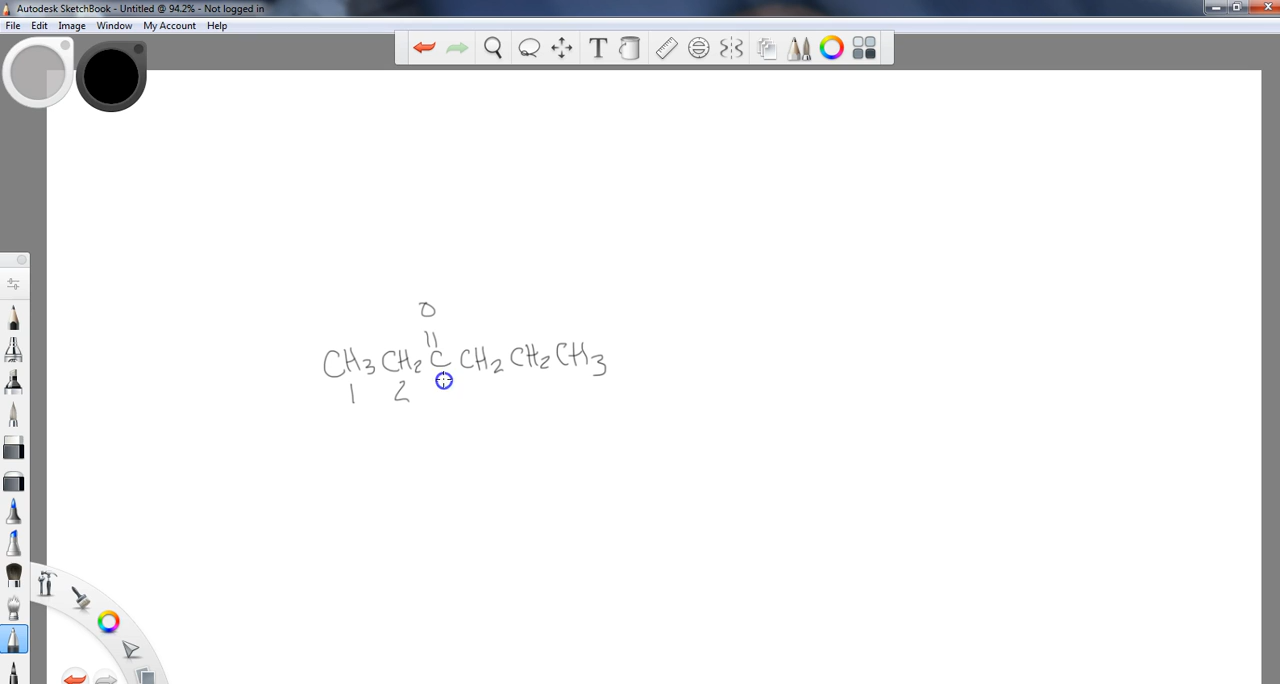 Autodesk SketchBook - Untitled @ 94.2% - Not logged in
File Edit Image Window My Account Help
T
O
||
CH3 CH2 C CH2 CH2 CH3
1 2